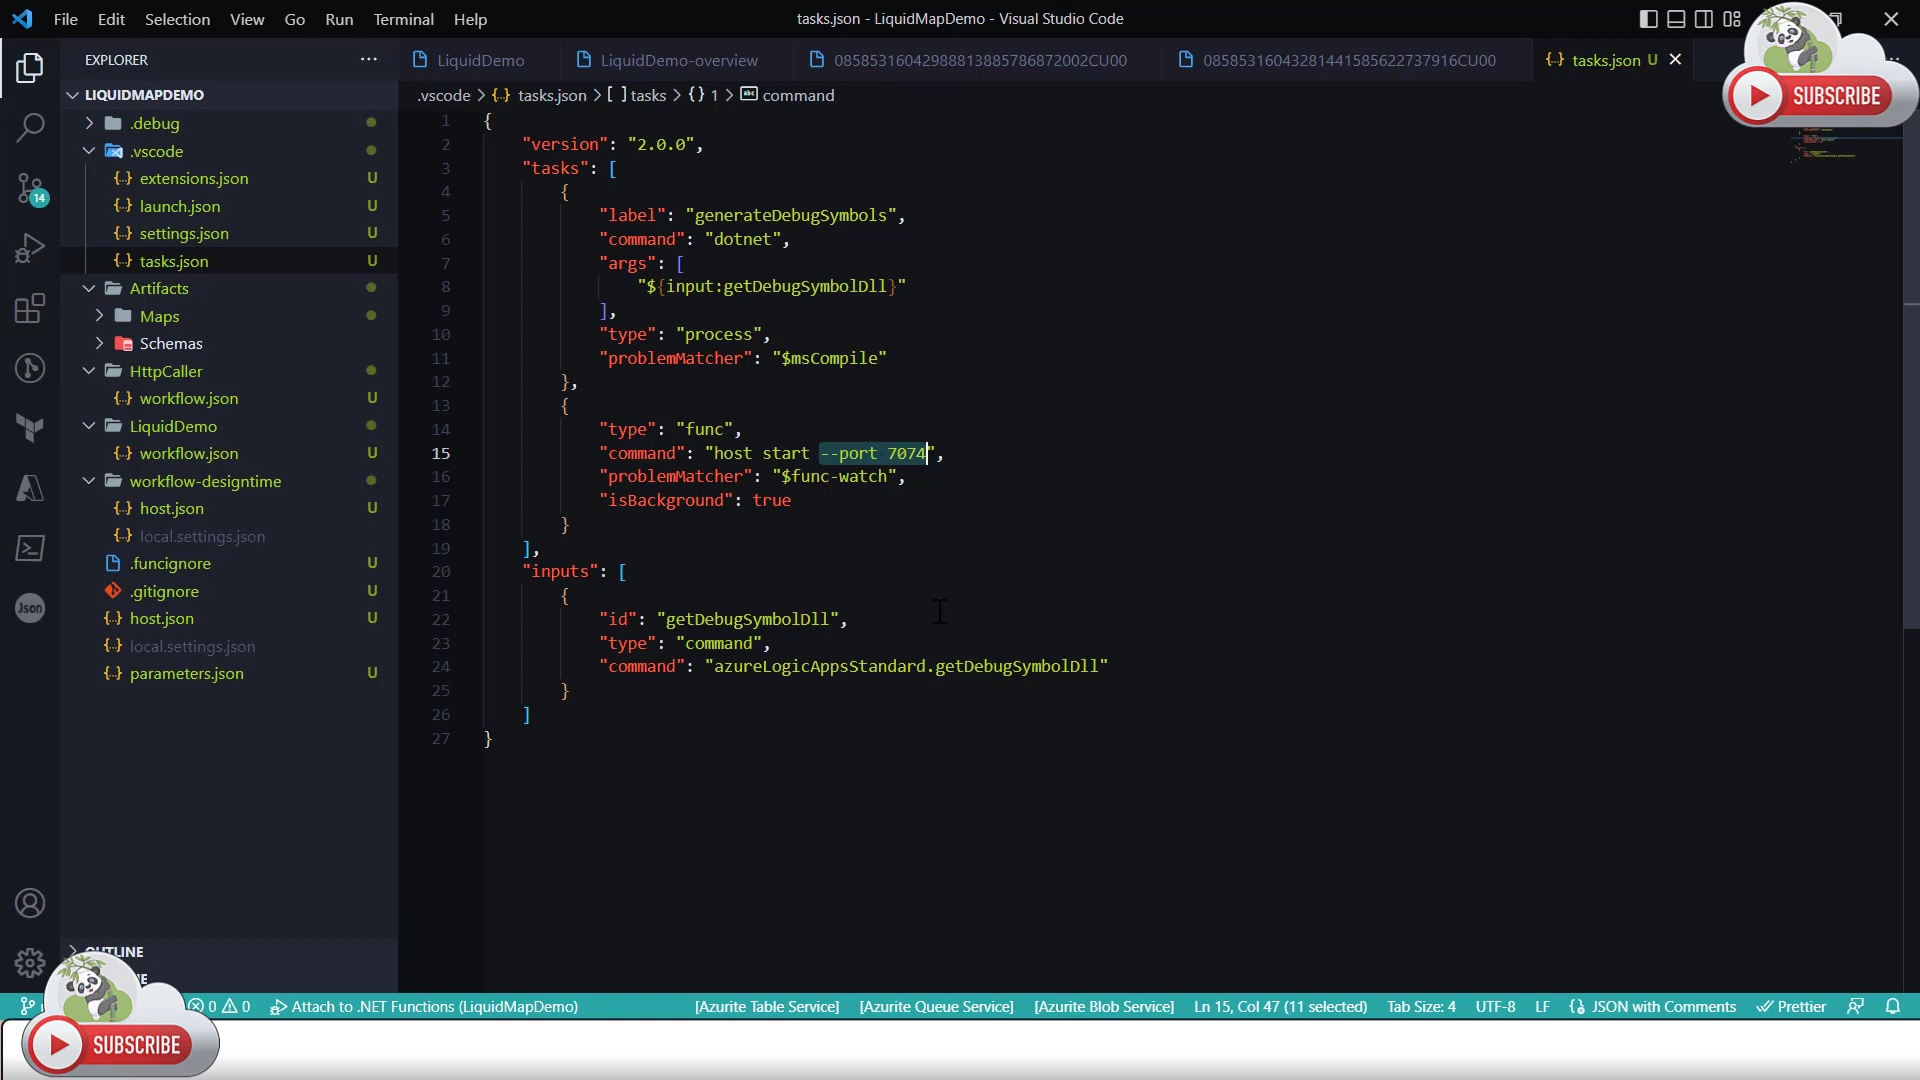 File Edit Selection View Go Run Terminal Help
tasks.json - LiquidMapDemo - Visual Studio Code
EXPLORER
LiquidDemo
LiquidDemo-overview
08585316042988813885786872002CU00
08585316043281441585622737916CU00
tasks.json U
SUBSCRIBE
LIQUIDMAPDEMO
.vscode > tasks.json > [ ] tasks > {} 1 > command
.debug
.vscode
extensions.json U
launch.json U
settings.json U
tasks.json U
Artifacts
Maps
Schemas
HttpCaller
workflow.json U
LiquidDemo
workflow.json U
workflow-designtime
host.json U
local.settings.json
.funcignore U
.gitignore U
host.json U
local.settings.json
parameters.json U
14
Json
OUTLINE
1 {
2 "version": "2.0.0",
3 "tasks": [
4 {
5 "label": "generateDebugSymbols",
6 "command": "dotnet",
7 "args": [
8 "${input:getDebugSymbolDll}"
9 ],
10 "type": "process",
11 "problemMatcher": "$msCompile"
12 },
13 {
14 "type": "func",
15 "command": "host start --port 7074",
16 "problemMatcher": "$func-watch",
17 "isBackground": true
18 }
19 ],
20 "inputs": [
21 {
22 "id": "getDebugSymbolDll",
23 "type": "command",
24 "command": "azureLogicAppsStandard.getDebugSymbolDll"
25 }
26 ]
27 }
0 0 Attach to .NET Functions (LiquidMapDemo) [Azurite Table Service] [Azurite Queue Service] [Azurite Blob Service] Ln 15, Col 47 (11 selected) Tab Size: 4 UTF-8 LF JSON with Comments Prettier
SUBSCRIBE